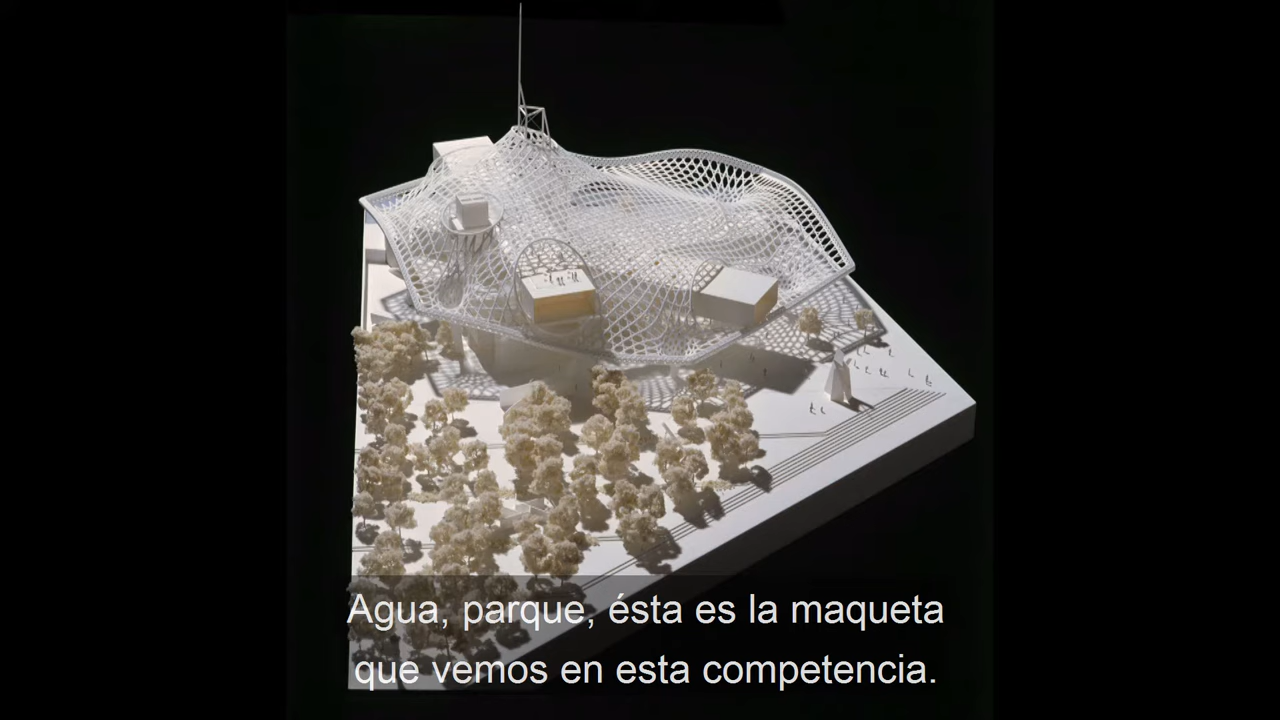 Agua, parque, ésta es la maqueta
que vemos en esta competencia.